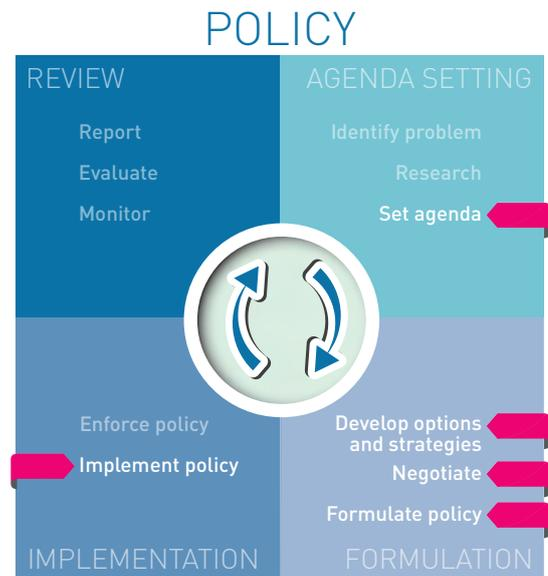 POLICY
REVIEW
Report
Evaluate
Monitor
AGENDA SETTING
Identify problem
Research
Set agenda
Enforce policy
Implement policy
IMPLEMENTATION
Develop options
and strategies
Negotiate
Formulate policy
FORMULATION